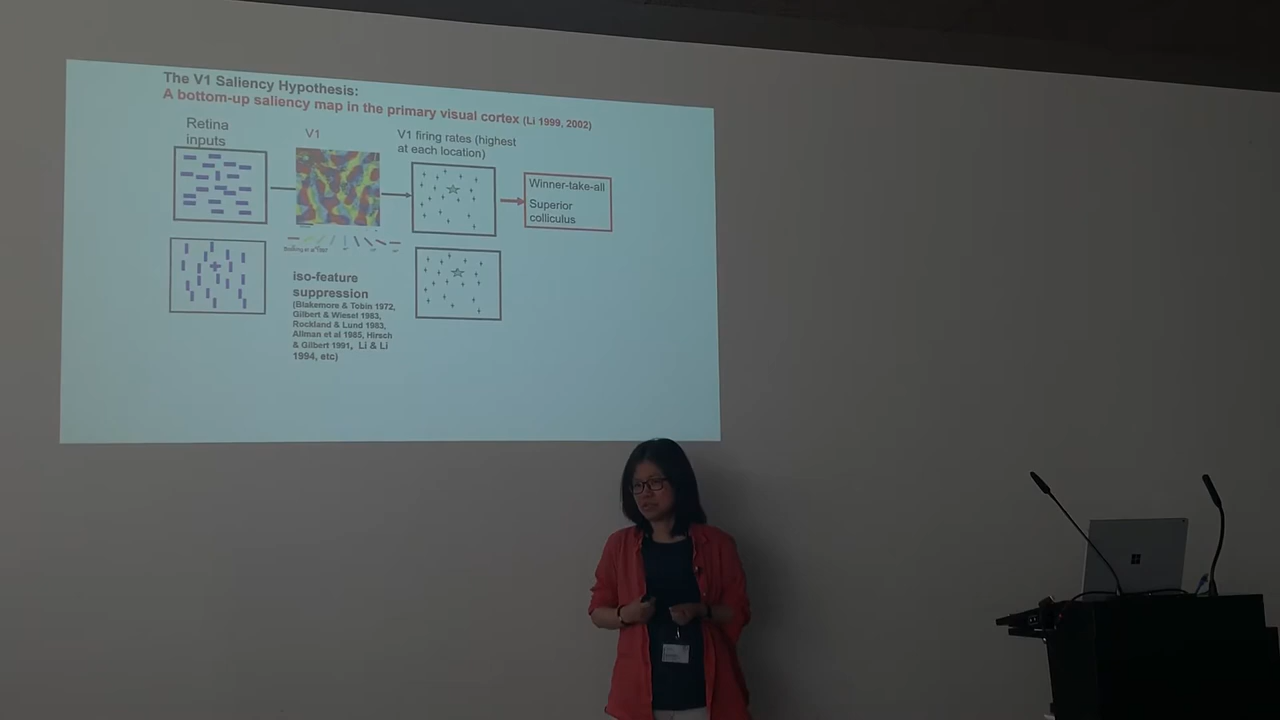 The V1 Saliency Hypothesis:
A bottom-up saliency map in the primary visual cortex (Li 1999, 2002)
Retina
inputs
V1
V1 firing rates (highest
at each location)
Winner-take-all
Superior
colliculus
iso-feature
suppression
(Blakemore & Tobin 1972,
Gilbert & Wiesel 1983,
Rockland & Lund 1983,
Allman et al 1985, Hirsch
& Gilbert 1991, Li & Li
1994, etc)